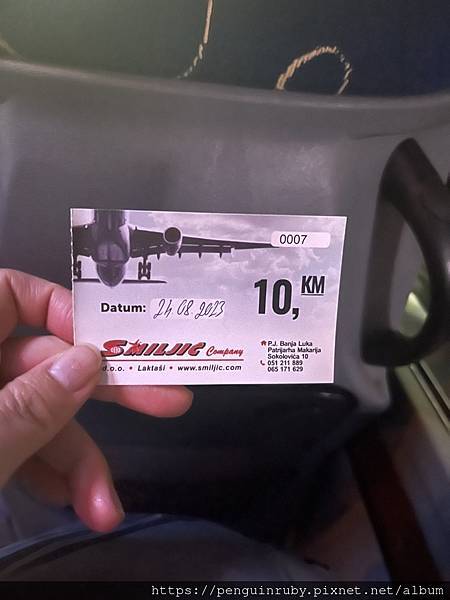 0007
10, KM
Datum: 24 08. 2023
SMILJIĆ Company
d.o.o. • Laktaši • www.smiljic.com
P.J. Banja Luka
Patrijarha Makarija
Sokolovića 10
051 211 889
065 171 629
https://penguinruby.pixnet.net/album